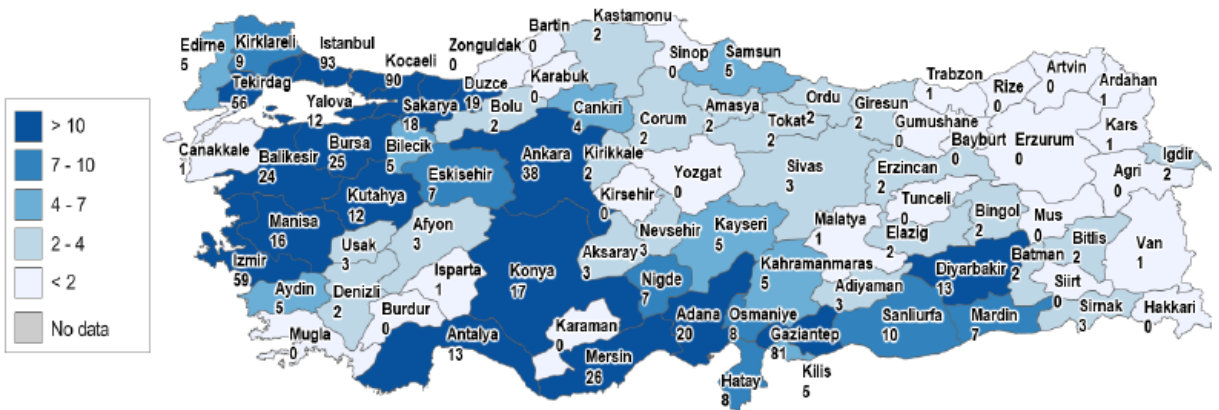 > 10
7 - 10
4 - 7
2 - 4
< 2
No data
Edirne
5
Kirklareli
9
Tekirdag
56
Istanbul
93
Kocaeli
90
Yalova
12
Sakarya
18
Duzce
19
Zonguldak
0
Bartin
0
Karabuk
0
Kastamonu
2
Sinop
0
Samsun
5
Bolu
2
Cankiri
4
Corum
2
Amasya
2
Tokat
2
Ordu
2
Giresun
2
Trabzon
1
Gumushane
0
Rize
0
Artvin
0
Ardahan
1
Bayburt
0
Erzurum
0
Kars
1
Igdir
2
Agri
0
Canakkale
1
Balikesir
24
Bursa
25
Bilecik
5
Eskisehir
7
Ankara
38
Kirikkale
2
Kirsehir
0
Yozgat
0
Sivas
3
Erzincan
2
Tunceli
0
Bingol
2
Mus
0
Bitlis
2
Van
1
Kutahya
12
Manisa
16
Usak
3
Afyon
3
Izmir
59
Aydin
5
Denizli
2
Isparta
1
Burdur
0
Mugla
0
Antalya
13
Konya
17
Aksaray
3
Nevsehir
3
Kayseri
5
Nigde
7
Karaman
0
Mersin
26
Adana
20
Osmaniye
8
Kahramanmaras
5
Malatya
1
Elazig
2
Adiyaman
3
Gaziantep
81
Kilis
5
Hatay
8
Sanliurfa
10
Diyarbakir
13
Mardin
7
Batman
2
Siirt
0
Sirnak
3
Hakkari
0